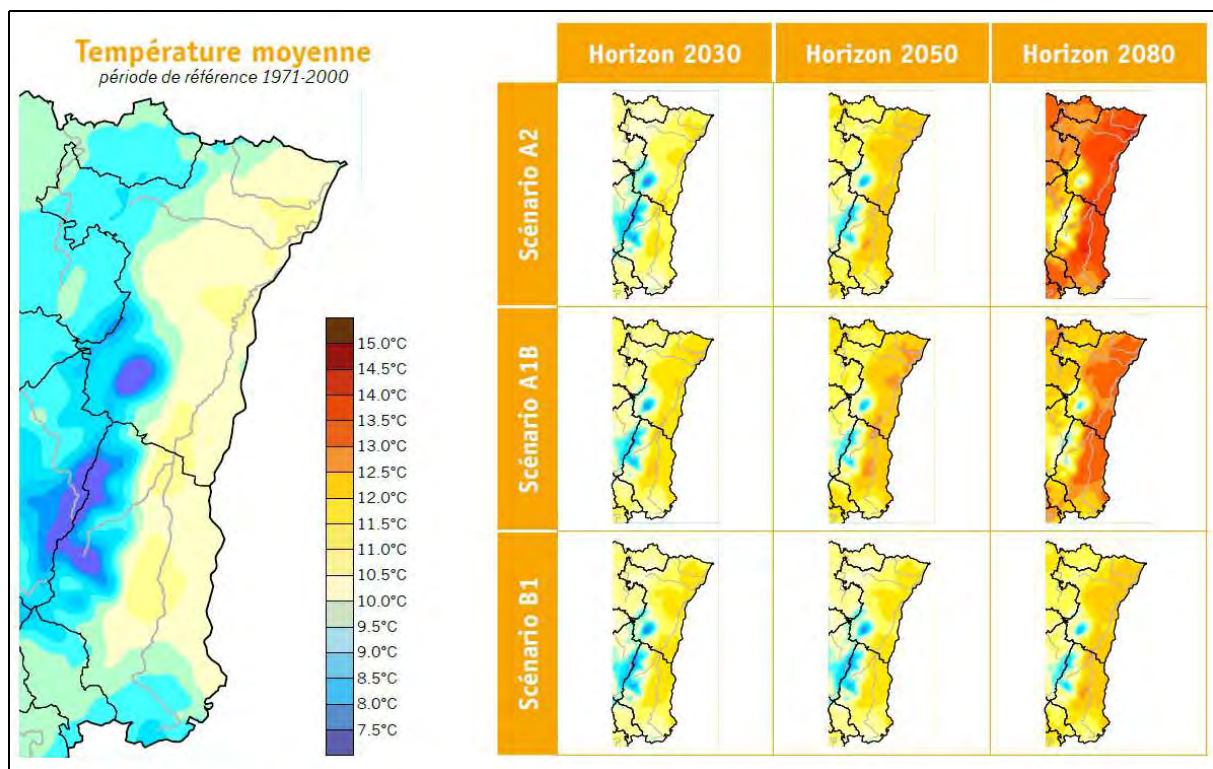 Température moyenne
période de référence 1971-2000
15.0°C
14.5°C
14.0°C
13.5°C
13.0°C
12.5°C
12.0°C
11.5°C
11.0°C
10.5°C
10.0°C
9.5°C
9.0°C
8.5°C
8.0°C
7.5°C
Horizon 2030
Horizon 2050
Horizon 2080
Scénario A2
Scénario A1B
Scénario B1